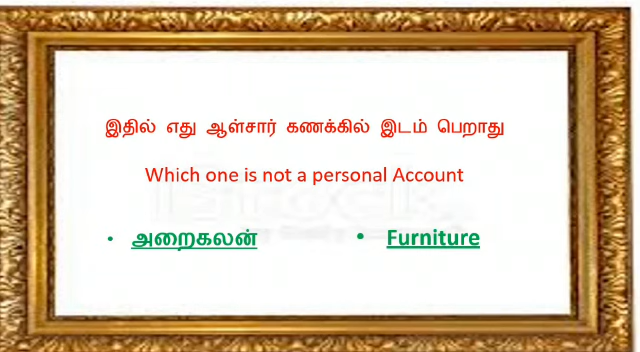 இதில் எது ஆள்சார் கணக்கில் இடம் பெறாது
Which one is not a personal Account
• அறைகலன் • Furniture